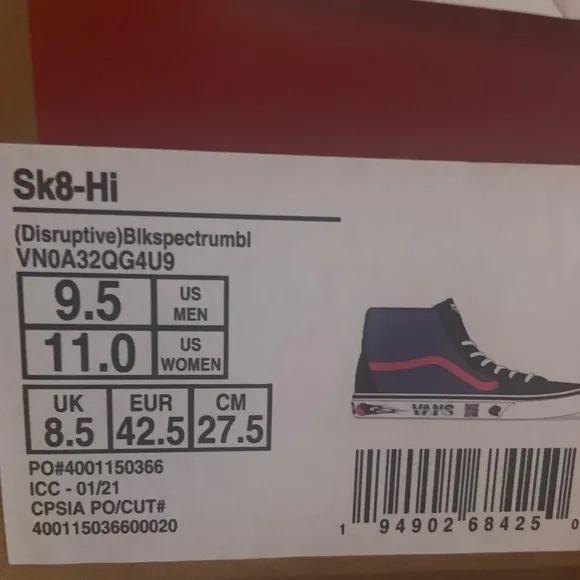 Sk8-Hi
(Disruptive)Blkspectrumbl
VN0A32QG4U9
9.5 US MEN
11.0 US WOMEN
UK EUR CM
8.5 42.5 27.5
PO#4001150366
ICC - 01/21
CPSIA PO/CUT#
400115036600020
VANS
1 94902 68425 0